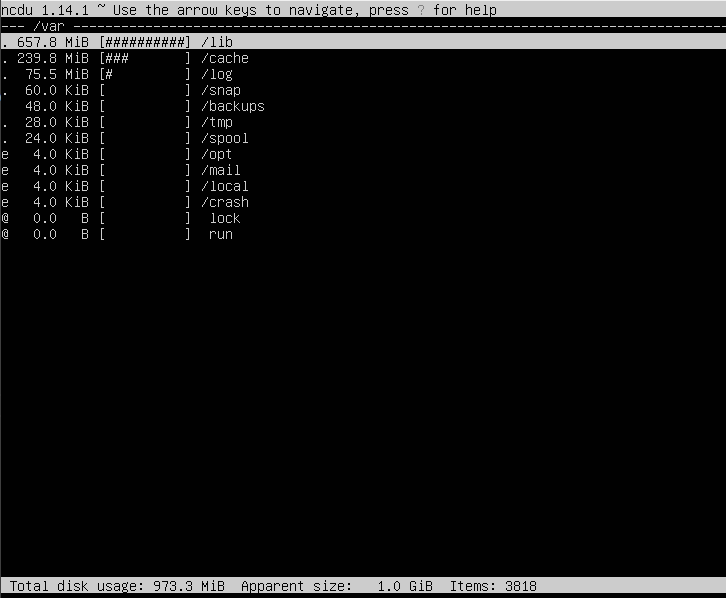 ncdu 1.14.1 ~ Use the arrow keys to navigate, press ? for help
--- /var ----------------------------------------------------------------------------------
. 657.8 MiB [##########] /lib
. 239.8 MiB [###       ] /cache
.  75.5 MiB [#         ] /log
.  60.0 KiB [          ] /snap
   48.0 KiB [          ] /backups
.  28.0 KiB [          ] /tmp
.  24.0 KiB [          ] /spool
e   4.0 KiB [          ] /opt
e   4.0 KiB [          ] /mail
e   4.0 KiB [          ] /local
e   4.0 KiB [          ] /crash
@   0.0   B [          ]  lock
@   0.0   B [          ]  run
Total disk usage: 973.3 MiB  Apparent size:   1.0 GiB  Items: 3818